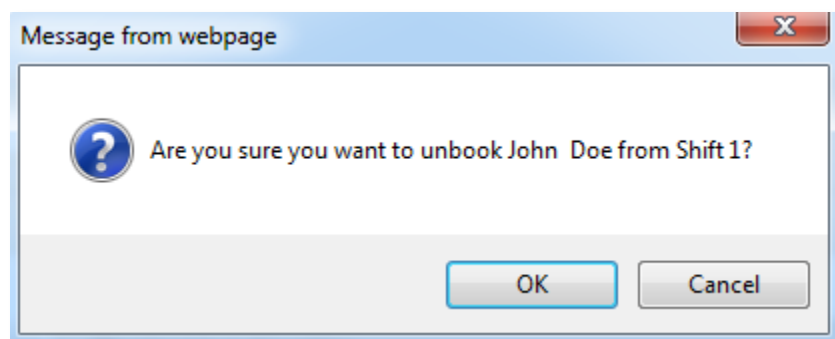 Message from webpage
Are you sure you want to unbook John  Doe from Shift 1?
OK
Cancel